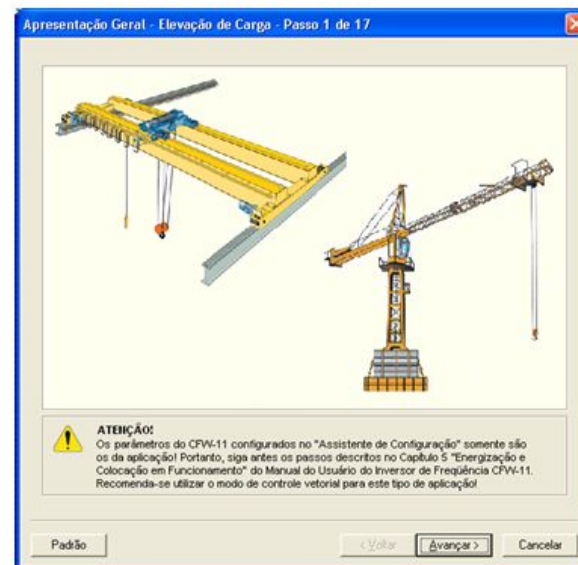 Apresentação Geral - Elevação de Carga - Passo 1 de 17
ATENÇÃO!
Os parâmetros do CFW-11 configurados no "Assistente de Configuração" somente são
os da aplicação! Portanto, siga antes os passos descritos no Capítulo 5 "Energização e
Colocação em Funcionamento" do Manual do Usuário do Inversor de Freqüência CFW-11.
Recomenda-se utilizar o modo de controle vetorial para este tipo de aplicação!
Padrão
< Voltar
Avançar >
Cancelar